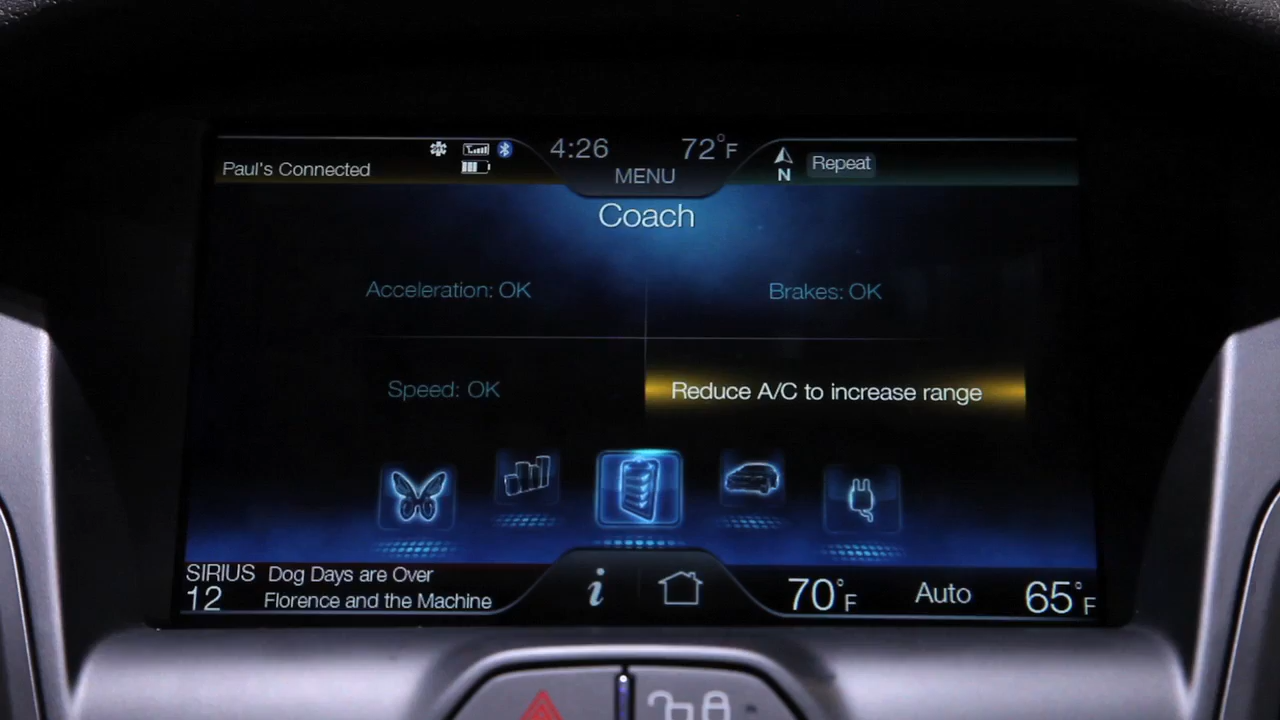 Paul's Connected
4:26
72°F
MENU
N
Repeat
Coach
Acceleration: OK
Brakes: OK
Speed: OK
Reduce A/C to increase range
SIRIUS
12
Dog Days are Over
Florence and the Machine
i
70°F
Auto
65°F